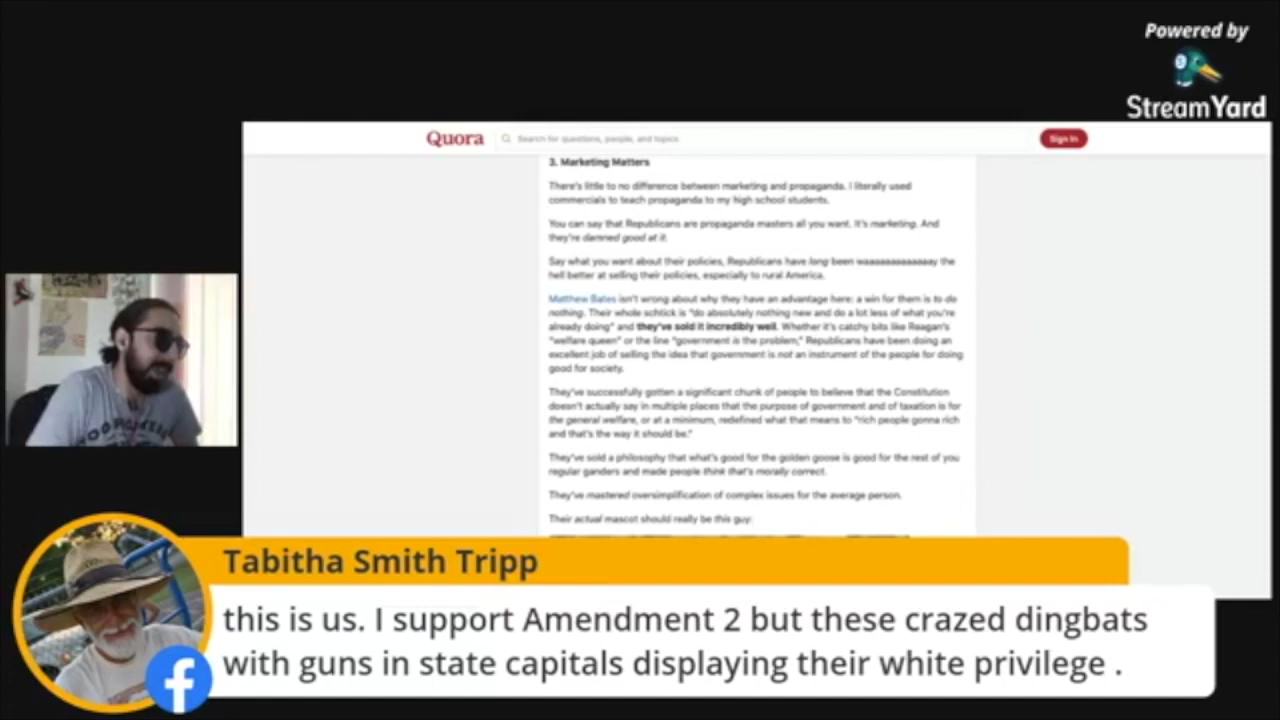 Powered by
StreamYard
Quora
Search for questions, people, and topics
Sign In
3. Marketing Matters
There's little to no difference between marketing and propaganda. I literally used
commercials to teach propaganda to my high school students.
You can say that Republicans are propaganda masters all you want. It's marketing. And
they're damned good at it.
Say what you want about their policies, Republicans have long been waaaaaaaaaaaaay the
hell better at selling their policies, especially to rural America.
Matthew Bates isn't wrong about why they have an advantage here: a win for them is to do
nothing. Their whole schtick is "do absolutely nothing new and do a lot less of what you're
already doing" and they've sold it incredibly well. Whether it's catchy bits like Reagan's
"welfare queen" or the line "government is the problem," Republicans have been doing an
excellent job of selling the idea that government is not an instrument of the people for doing
good for society.
They've successfully gotten a significant chunk of people to believe that the Constitution
doesn't actually say in multiple places that the purpose of government and of taxation is for
the general welfare, or at a minimum, redefined what that means to "rich people gonna rich
and that's the way it should be."
They've sold a philosophy that what's good for the golden goose is good for the rest of you
regular ganders and made people think that's morally correct.
They've mastered oversimplification of complex issues for the average person.
Their actual mascot should really be this guy:
Tabitha Smith Tripp
this is us. I support Amendment 2 but these crazed dingbats
with guns in state capitals displaying their white privilege .